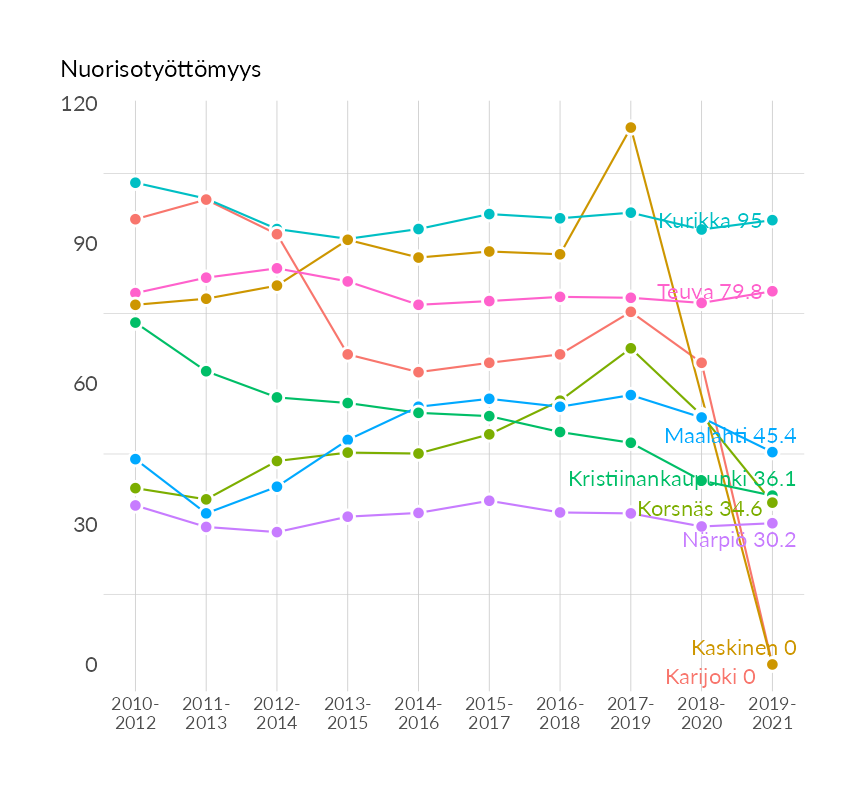 Nuorisotyöttömyys
120
90
60
30
0
Kurikka 95
Teuva 79.8
Maalahti 45.4
Kristiinankaupunki 36.1
Korsnäs 34.6
Närpiö 30.2
Kaskinen 0
Karijoki 0
2010- 2011- 2012- 2013- 2014- 2015- 2016- 2017- 2018- 2019-
2012 2013 2014 2015 2016 2017 2018 2019 2020 2021